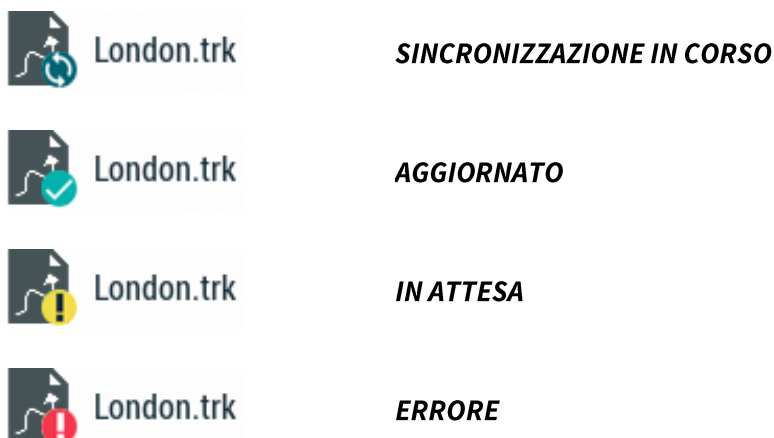 London.trk SINCRONIZZAZIONE IN CORSO
London.trk AGGIORNATO
London.trk IN ATTESA
London.trk ERRORE